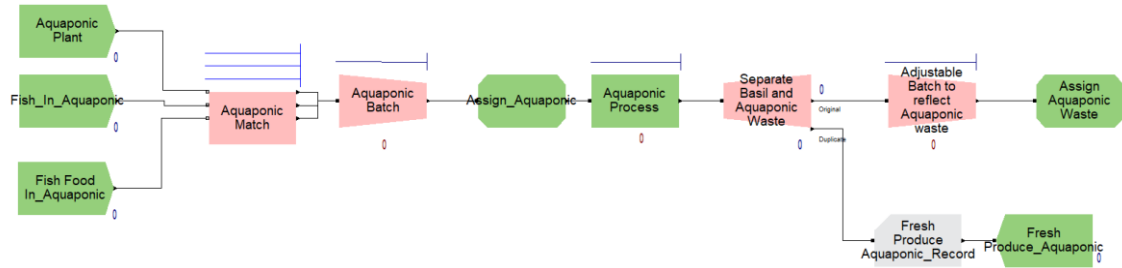 Aquaponic
Plant
0
Fish_In_Aquaponic
0
Fish Food
In_Aquaponic
0
Aquaponic
Match
Aquaponic
Batch
0
Assign_Aquaponic
Aquaponic
Process
0
Separate
Basil and
Aquaponic
Waste
0
Original
0
Duplicate
Adjustable
Batch to
reflect
Aquaponic
waste
0
Assign
Aquaponic
Waste
Fresh
Produce
Aquaponic_Record
Fresh
Produce_Aquaponic
0